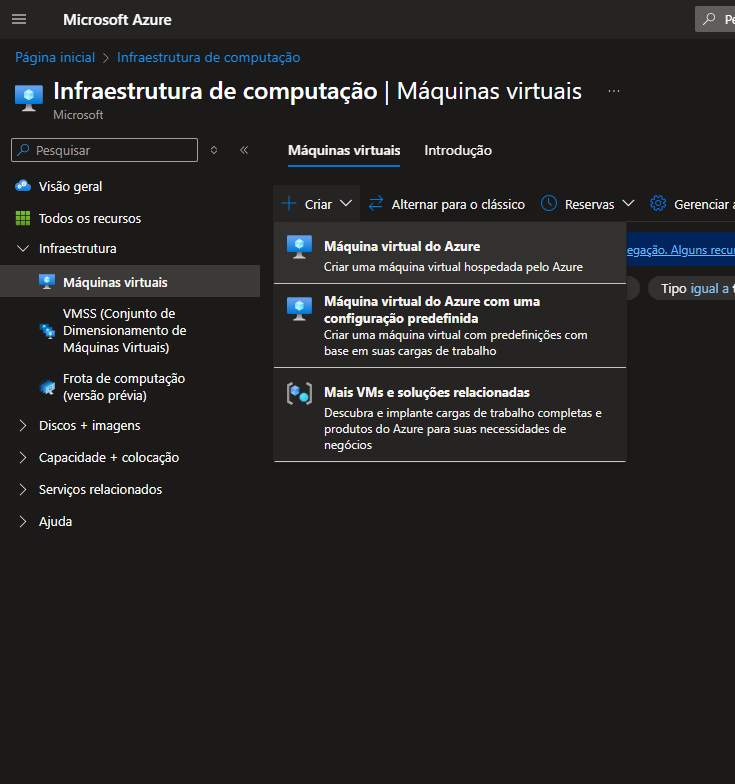 Microsoft Azure
Página inicial > Infraestrutura de computação
Infraestrutura de computação | Máquinas virtuais ...
Microsoft
Pesquisar
Visão geral
Todos os recursos
Infraestrutura
Máquinas virtuais
VMSS (Conjunto de
Dimensionamento de
Máquinas Virtuais)
Frota de computação
(versão prévia)
Discos + imagens
Capacidade + colocação
Serviços relacionados
Ajuda
Máquinas virtuais Introdução
Criar Alternar para o clássico Reservas Gerenciar
Máquina virtual do Azure
Criar uma máquina virtual hospedada pelo Azure
Máquina virtual do Azure com uma
configuração predefinida
Criar uma máquina virtual com predefinições com
base em suas cargas de trabalho
Mais VMs e soluções relacionadas
Descubra e implante cargas de trabalho completas e
produtos do Azure para suas necessidades de
negócios
egação. Alguns recu
Tipo igual a t